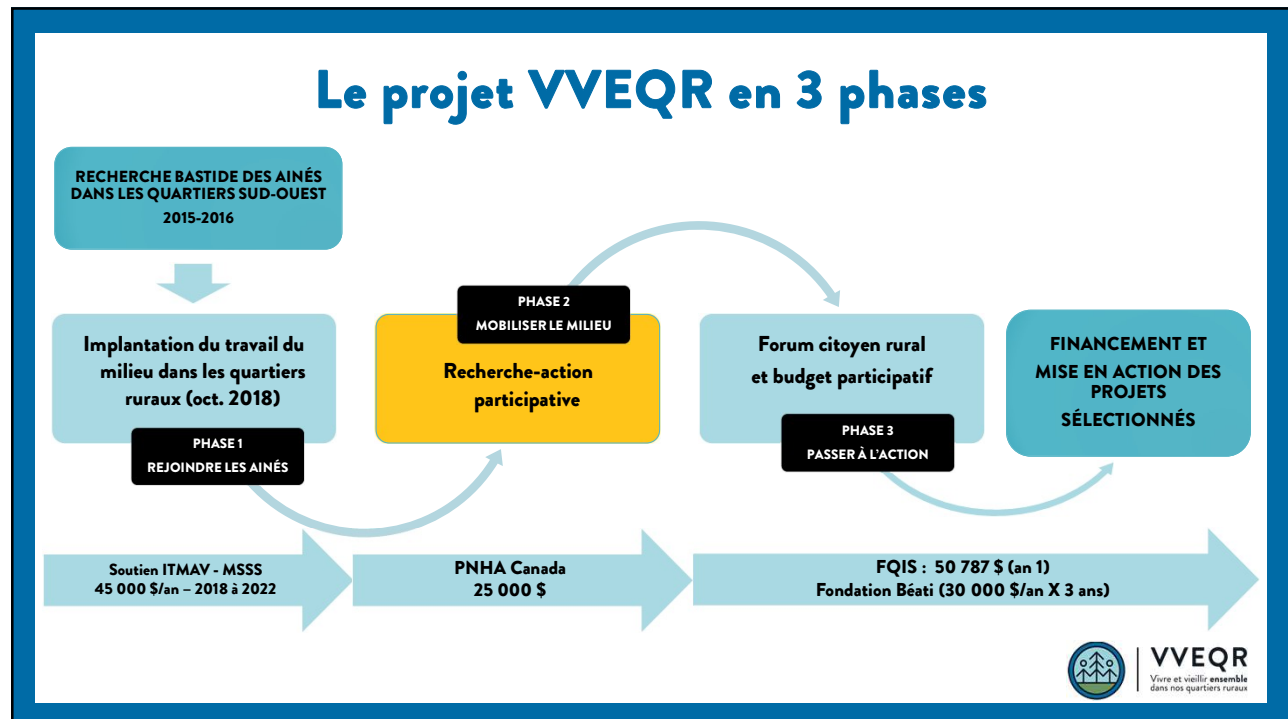 Le projet VVEQR en 3 phases
RECHERCHE BASTIDE DES AINÉS
DANS LES QUARTIERS SUD-OUEST
2015-2016
Implantation du travail du
milieu dans les quartiers
ruraux (oct. 2018)
PHASE 1
REJOINDRE LES AINÉS
PHASE 2
MOBILISER LE MILIEU
Recherche-action
participative
Forum citoyen rural
et budget participatif
PHASE 3
PASSER À L'ACTION
FINANCEMENT ET
MISE EN ACTION DES
PROJETS
SÉLECTIONNÉS
Soutien ITMAV - MSSS
45 000 $/an – 2018 à 2022
PNHA Canada
25 000 $
FQIS : 50 787 $ (an 1)
Fondation Béati (30 000 $/an X 3 ans)
VVEQR
Vivre et vieillir ensemble
dans nos quartiers ruraux